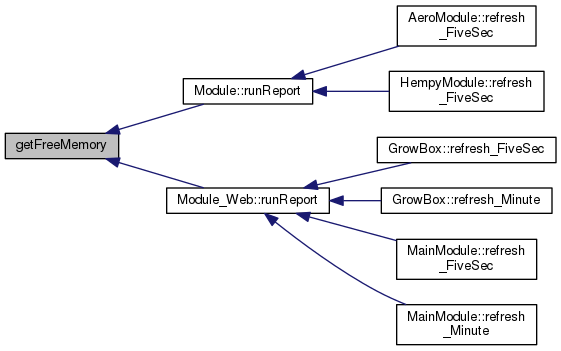 AeroModule::refresh
_FiveSec
Module::runReport
HempyModule::refresh
_FiveSec
getFreeMemory
GrowBox::refresh_FiveSec
Module_Web::runReport
GrowBox::refresh_Minute
MainModule::refresh
_FiveSec
MainModule::refresh
_Minute